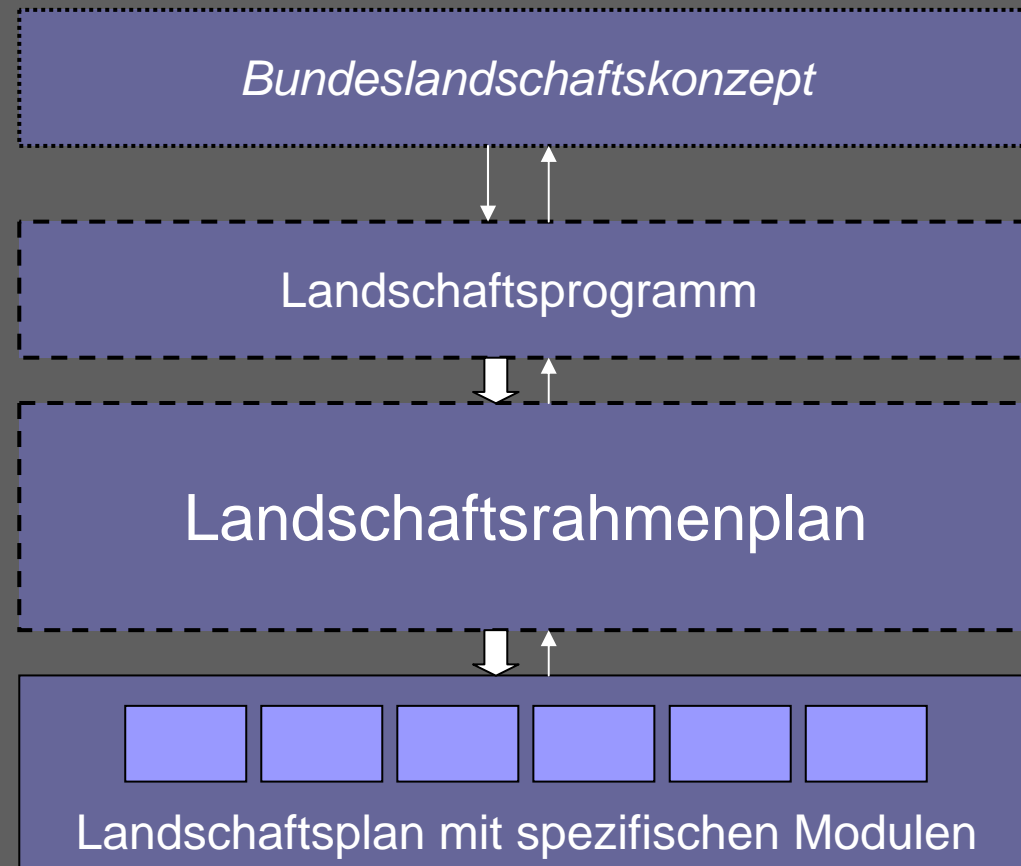 Bundeslandschaftskonzept
Landschaftsprogramm
Landschaftsrahmenplan
Landschaftsplan mit spezifischen Modulen